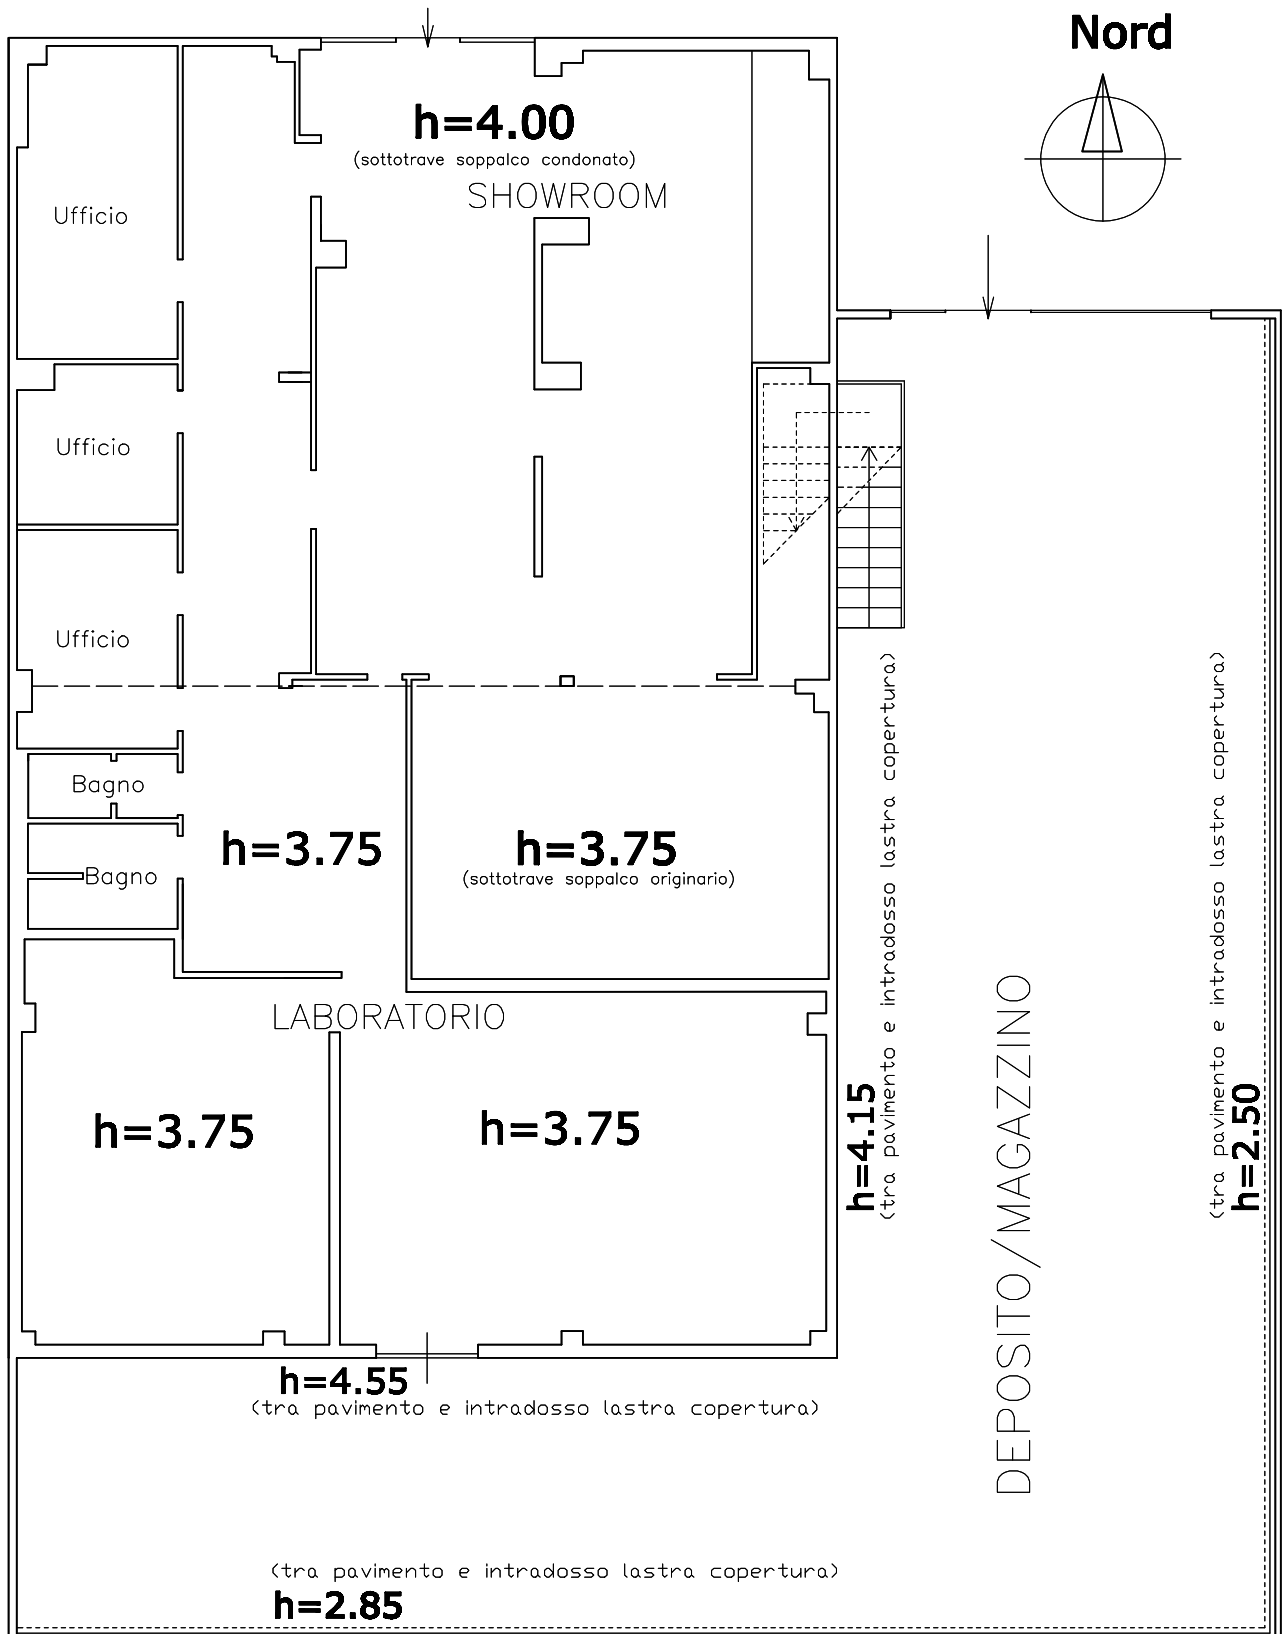 Nord
h=4.00
(sottotrave soppalco condonato)
SHOWROOM
Ufficio
Ufficio
Ufficio
Bagno
Bagno
h=3.75
h=3.75
(sottotrave soppalco originario)
LABORATORIO
h=3.75
h=3.75
h=4.15
(tra pavimento e intradosso lastra copertura)
DEPOSITO/MAGAZZINO
(tra pavimento e intradosso lastra copertura)
h=2.50
h=4.55
(tra pavimento e intradosso lastra copertura)
(tra pavimento e intradosso lastra copertura)
h=2.85